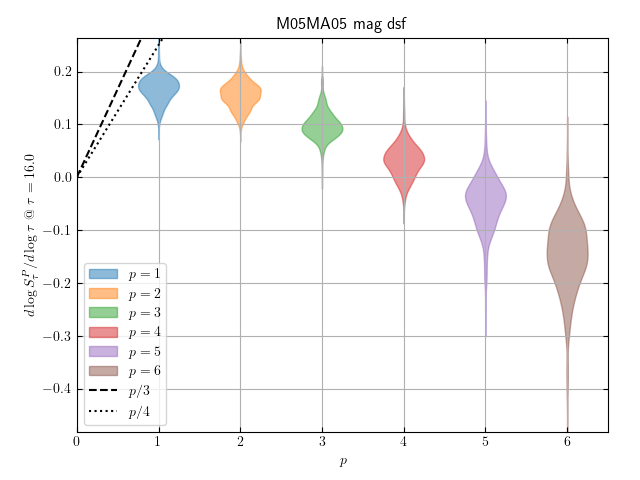 M05MA05 mag dsf
d log S_τ^P / d log τ @ τ = 16.0
0.2
0.1
0.0
−0.1
−0.2
−0.3
−0.4
p = 1
p = 2
p = 3
p = 4
p = 5
p = 6
p/3
p/4
0 1 2 3 4 5 6
p